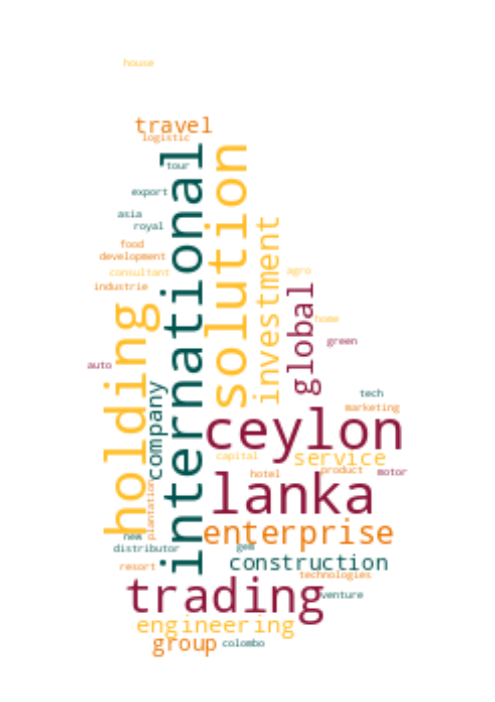 house
travel
logistic
tour
international
solution
export
asia
royal
investment
food
development
consultant
agro
industrie
global
holding
home
green
auto
company
tech
marketing
ceylon
capital
service
hotel
product
motor
plantation
lanka
enterprise
new
distributor
gem
construction
resort
technologies
trading
venture
engineering
group
colombo